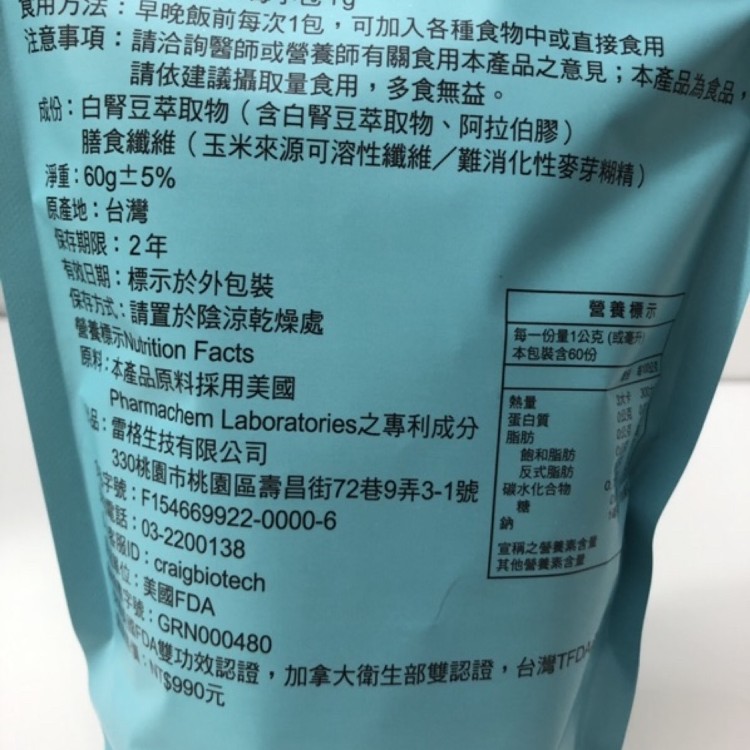 食用方法：早晚飯前每次1包，可加入各種食物中或直接食用
注意事項：請洽詢醫師或營養師有關食用本產品之意見；本產品為食品，
請依建議攝取量食用，多食無益。
成份：白腎豆萃取物（含白腎豆萃取物、阿拉伯膠）
膳食纖維（玉米來源可溶性纖維／難消化性麥芽糊精）
淨重：60g±5%
原產地：台灣
保存期限：2年
有效日期：標示於外包裝
保存方式：請置於陰涼乾燥處
營養標示Nutrition Facts
原料：本產品原料採用美國
Pharmachem Laboratories之專利成分
品：雷格生技有限公司
330桃園市桃園區壽昌街72巷9弄3-1號
字號：F154669922-0000-6
電話：03-2200138
客服ID：craigbiotech
位：美國FDA
字號：GRN000480
FDA雙功效認證，加拿大衛生部雙認證，台灣TFDA
價：NT$990元
營養標示
每一份量1公克(或毫升)
本包裝含60份
熱量
蛋白質
脂肪
飽和脂肪
反式脂肪
碳水化合物
糖
鈉
宣稱之營養素含量
其他營養素含量